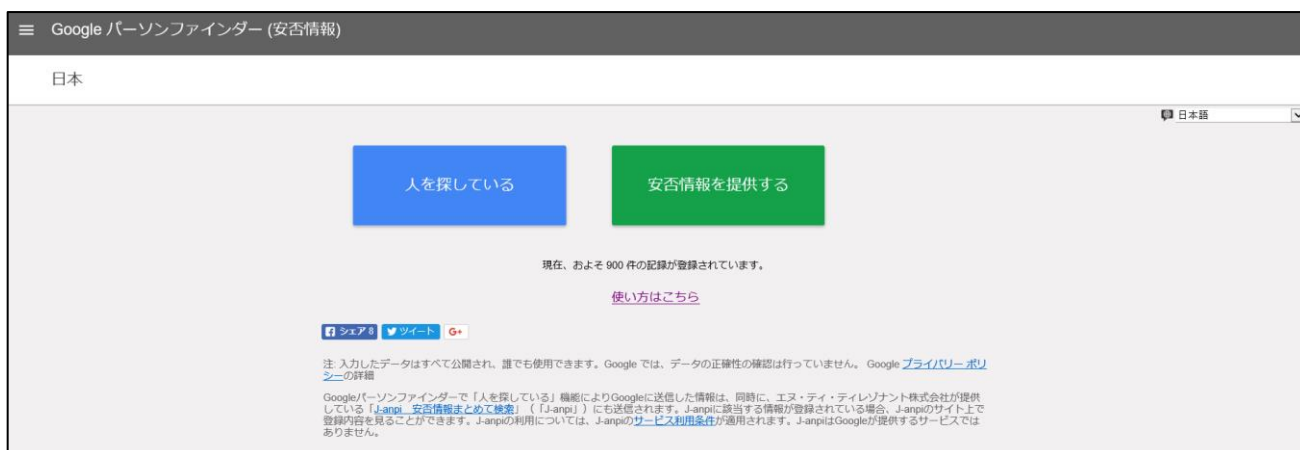 Google パーソンファインダー (安否情報)
日本
日本語
人を探している
安否情報を提供する
現在、およそ 900 件の記録が登録されています。
使い方はこちら
シェア 8
ツイート
G+
注: 入力したデータはすべて公開され、誰でも使用できます。Google では、データの正確性の確認は行っていません。 Google プライバリー ポリ
シーの詳細
Googleパーソンファインダーで「人を探している」機能によりGoogleに送信した情報は、同時に、エヌ・ティ・ティレゾナント株式会社が提供
している「J-anpi 安否情報まとめて検索」（「J-anpi」）にも送信されます。J-anpiに該当する情報が登録されている場合、J-anpiのサイト上で
登録内容を見ることができます。J-anpiの利用については、J-anpiのサービス利用条件が適用されます。J-anpiはGoogleが提供するサービスでは
ありません。